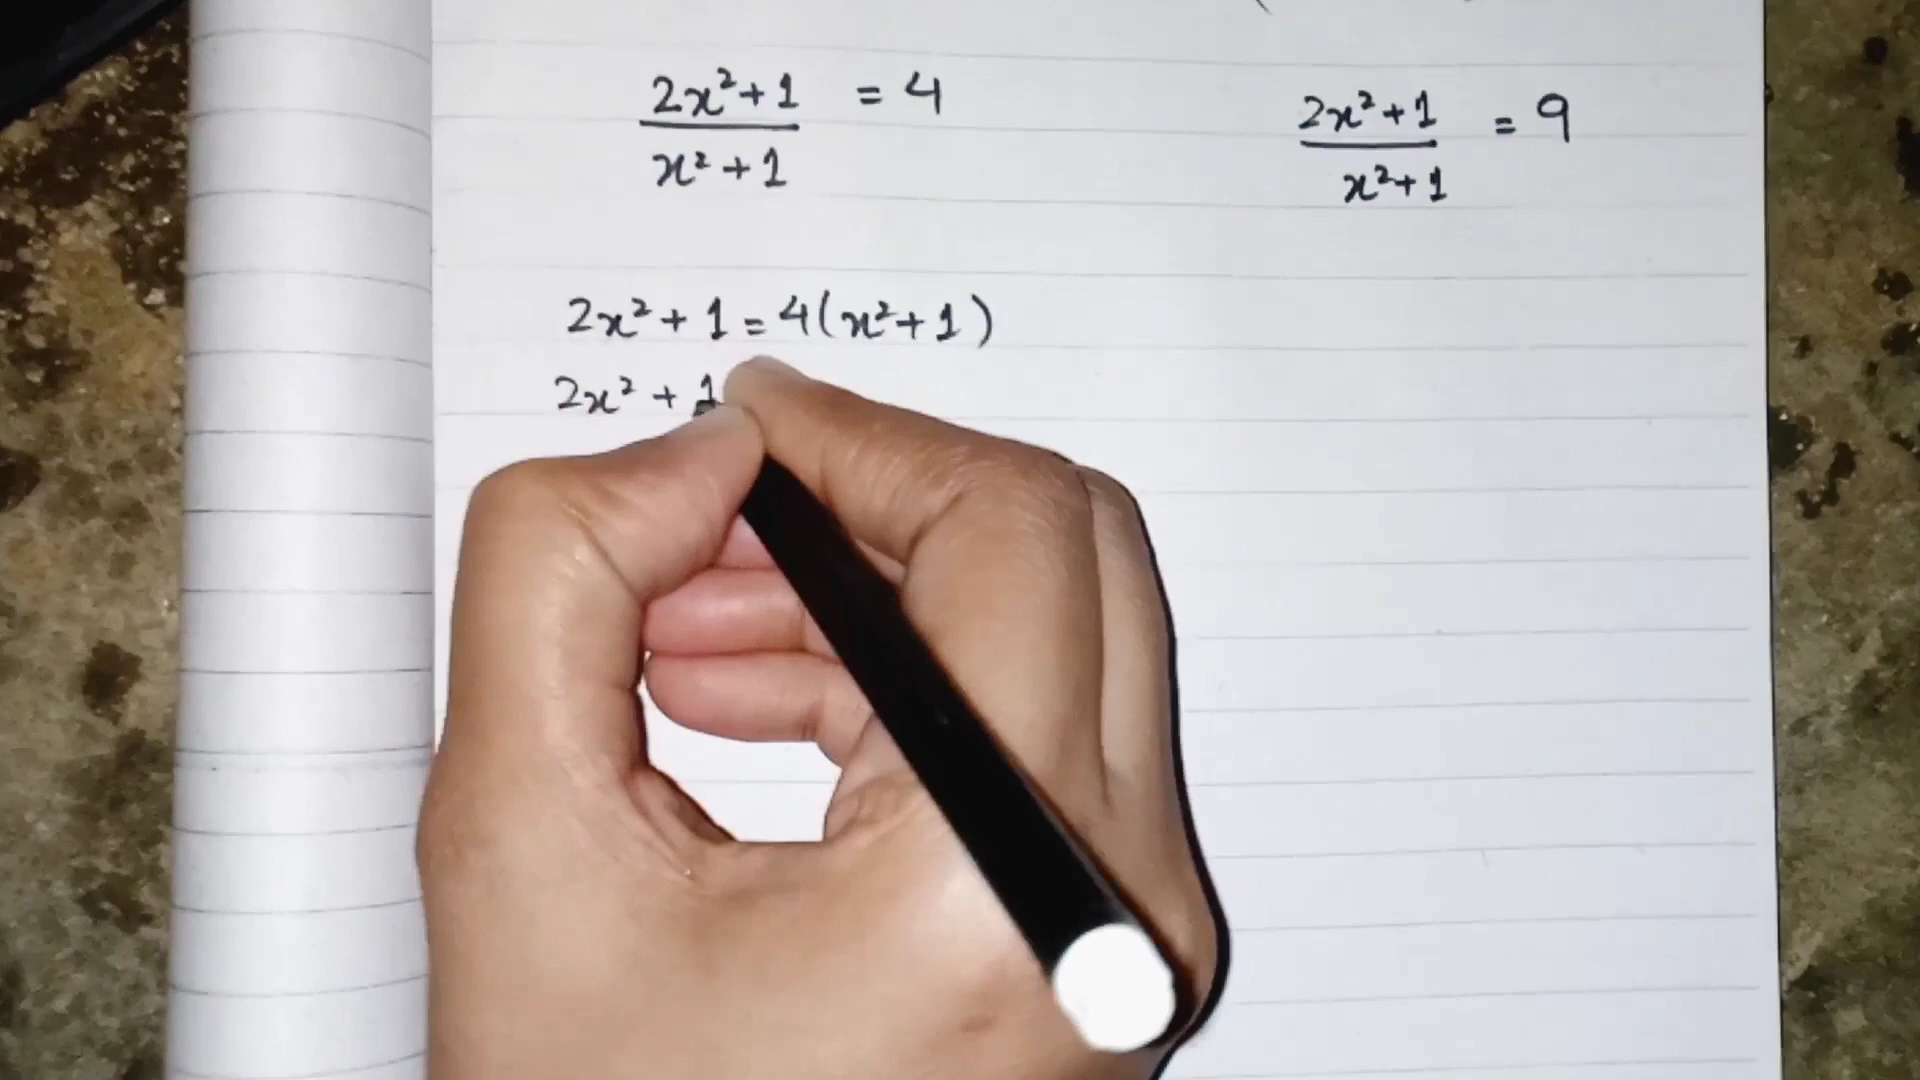 2x² + 1 = 4
x² + 1
2x² + 1 = 9
x² + 1
2x² + 1 = 4(x² + 1)
2x² + 1